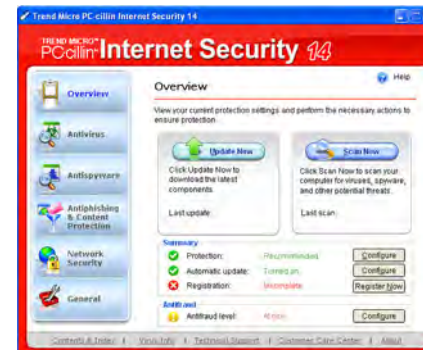 Trend Micro PC-cillin Internet Security 14
TREND MICRO™
PC-cillin Internet Security 14
Help
Overview
Overview
View your current protection settings and perform the necessary actions to
ensure protection.
Antivirus
Update Now
Scan Now
Click Update Now to
download the latest
components.
Click Scan Now to scan your
computer for viruses, spyware,
and other potential threats.
Antispyware
Last update:
Last scan:
Antiphishing
& Content
Protection
Summary
Protection: Recommended Configure
Network
Security
Automatic update: Turned on Configure
Registration: Incomplete Register Now
General
Antifraud
Antifraud level: Configure
Contents & Index | Virus Info | Technical Support | Customer Care Center | About